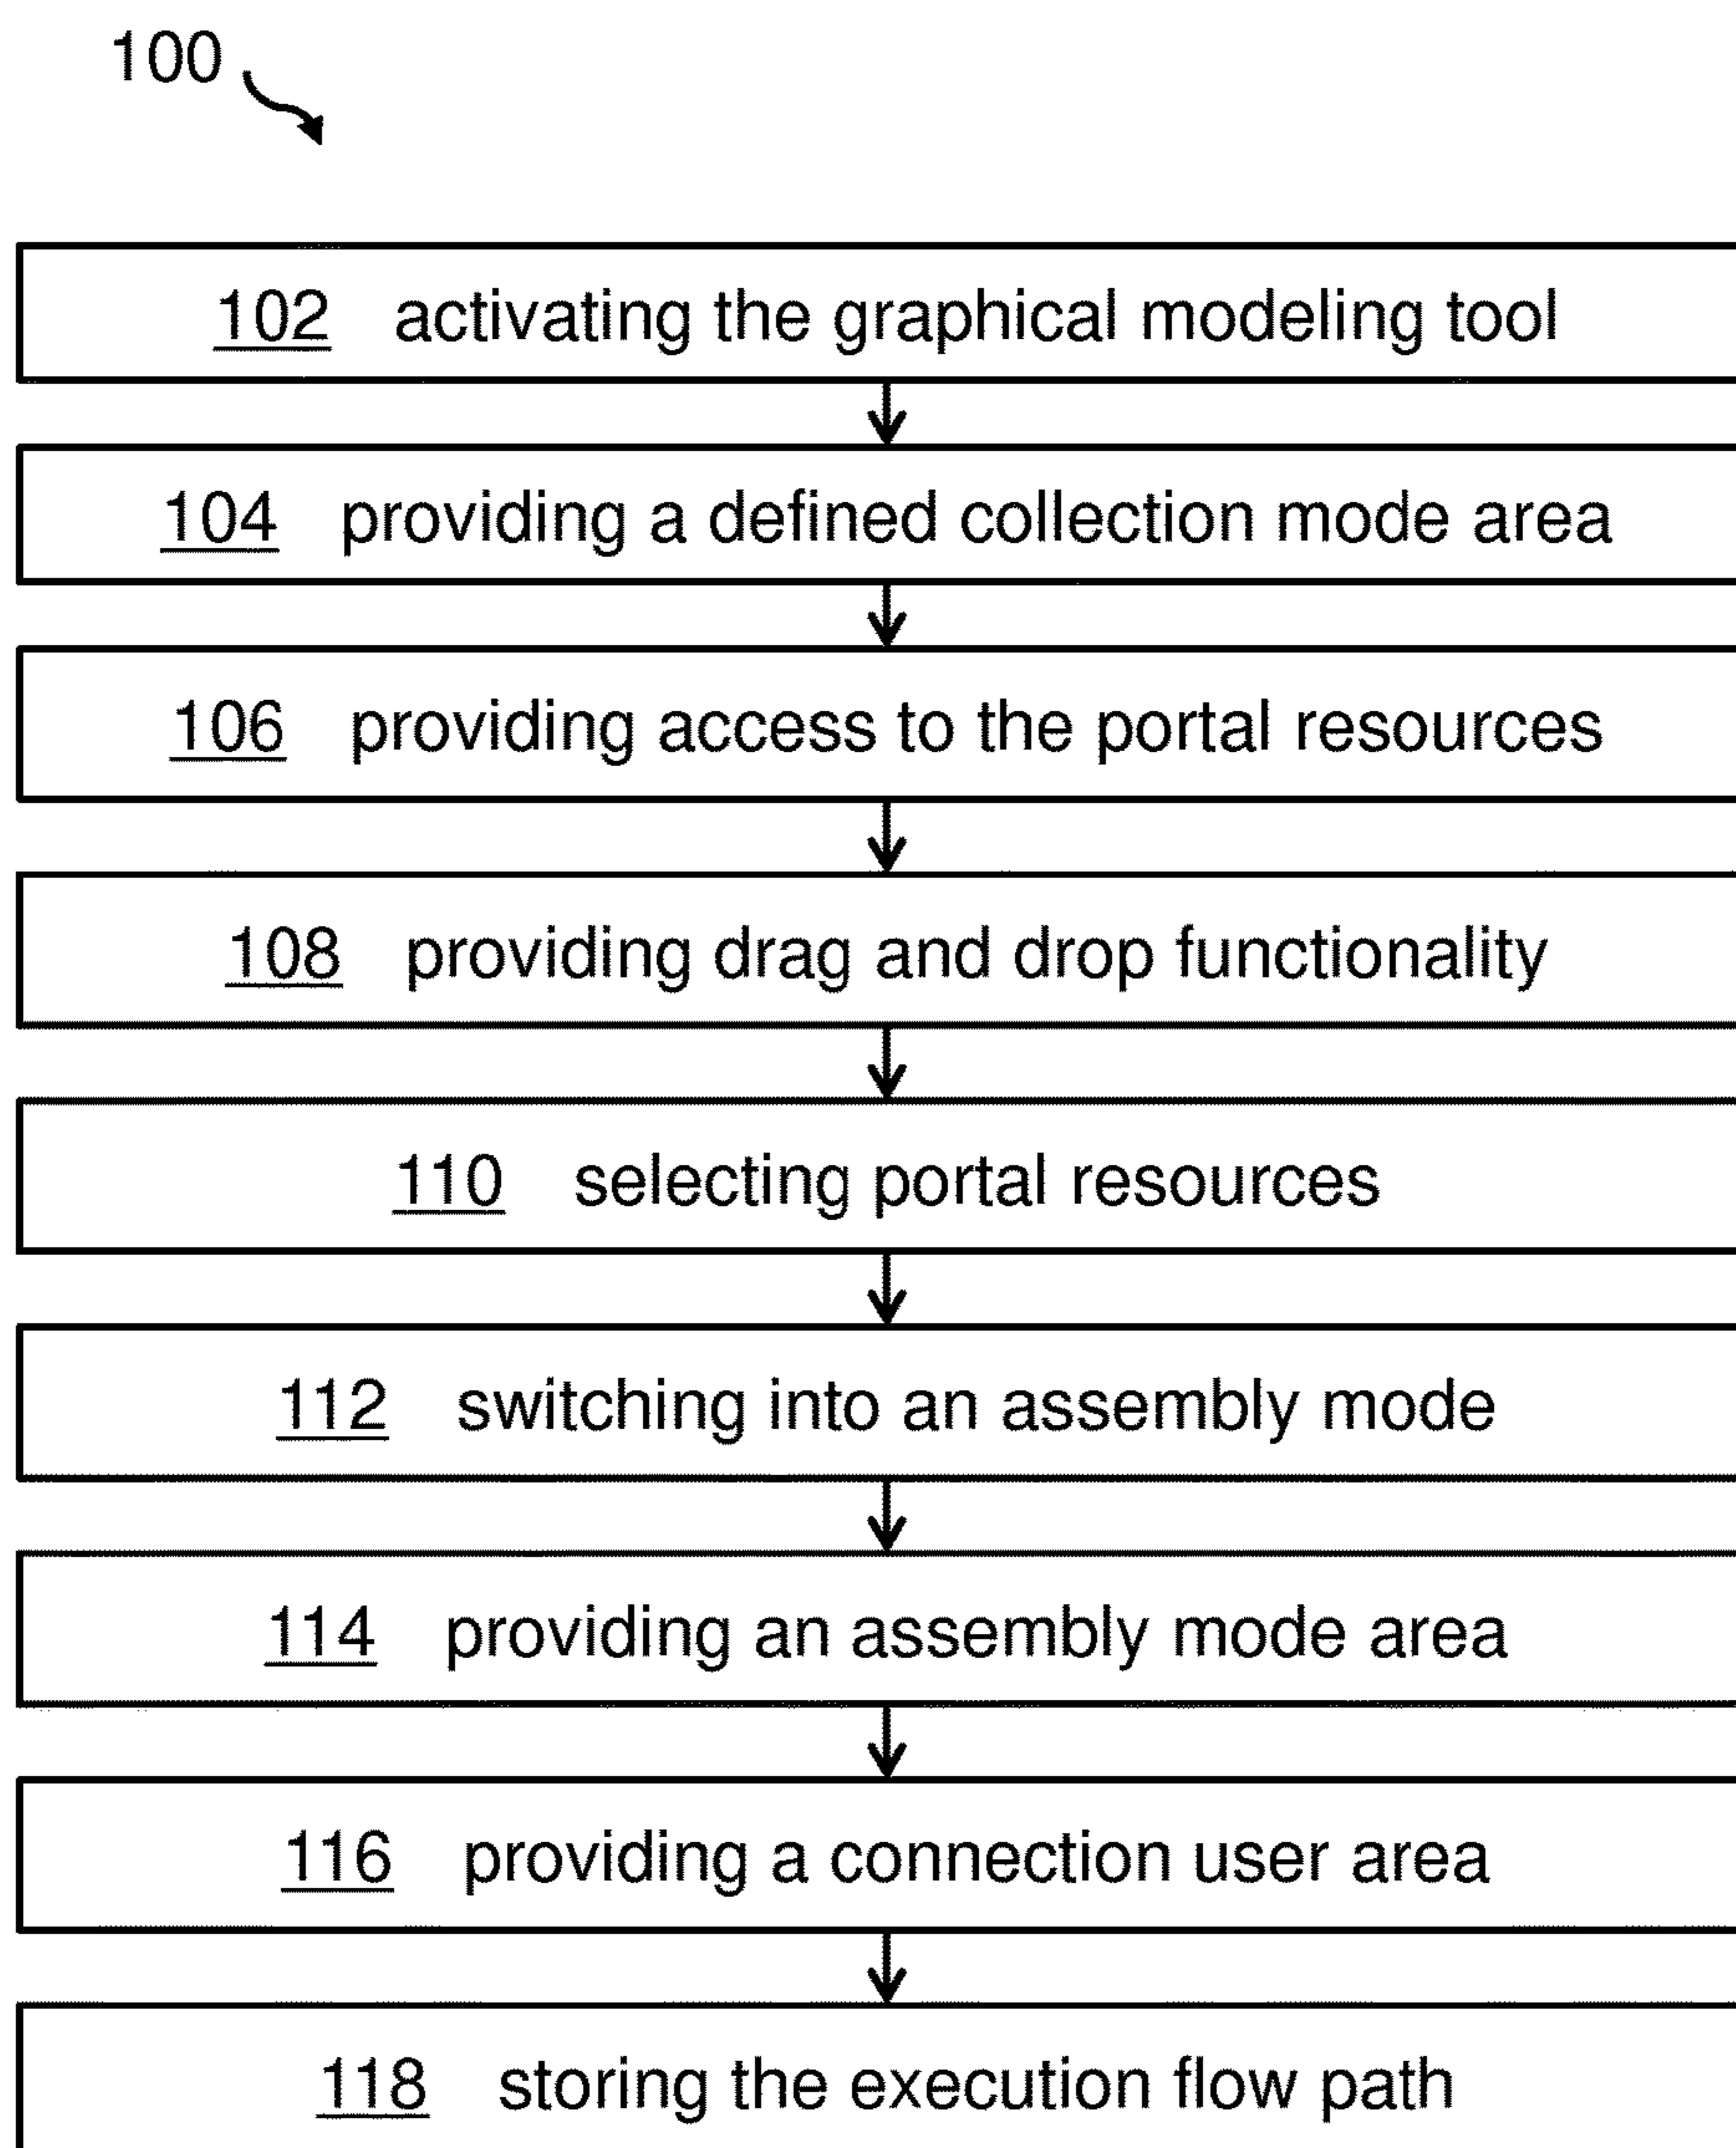 100
102 activating the graphical modeling tool
104 providing a defined collection mode area
106 providing access to the portal resources
108 providing drag and drop functionality
110 selecting portal resources
112 switching into an assembly mode
114 providing an assembly mode area
116 providing a connection user area
118 storing the execution flow path